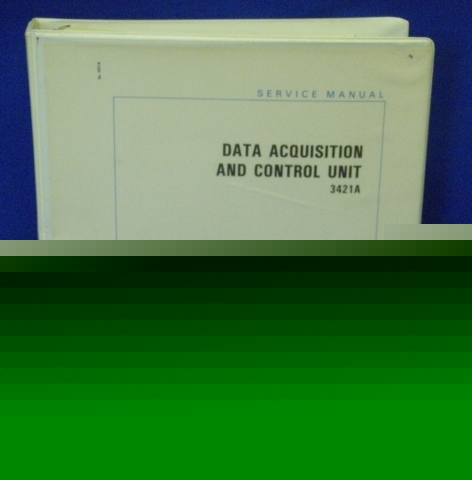 SERVICE MANUAL
DATA ACQUISITION
AND CONTROL UNIT
3421A